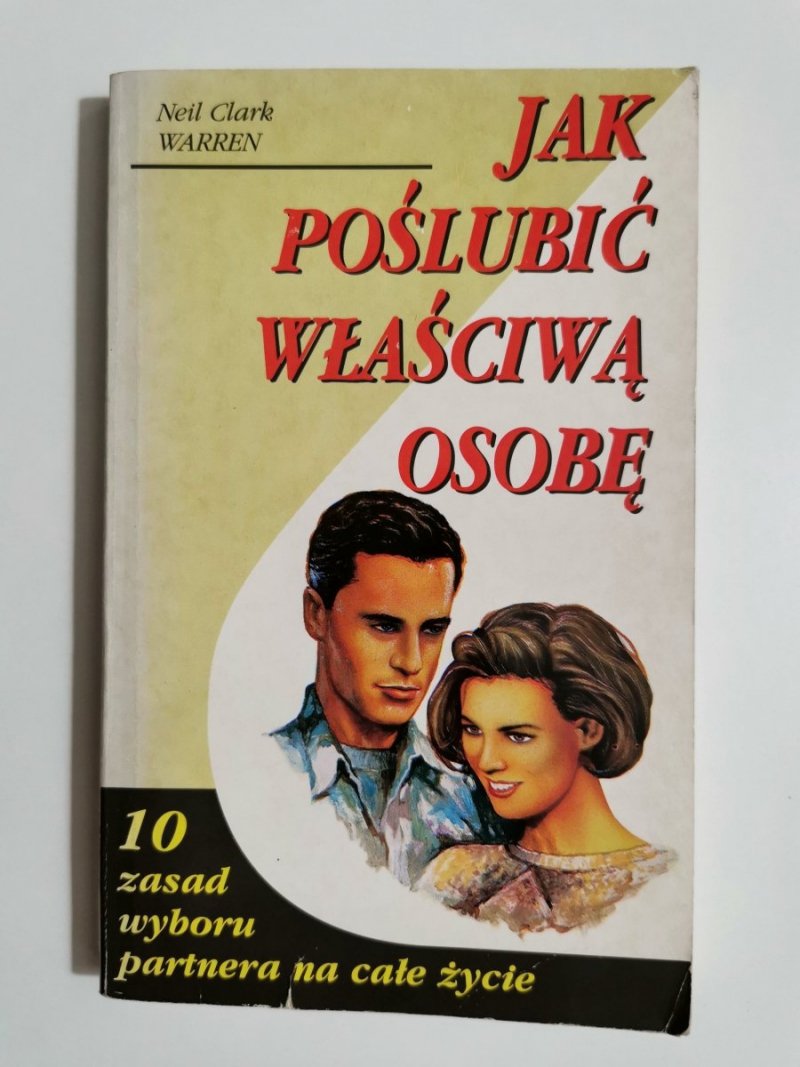 Neil Clark
WARREN
JAK
POŚLUBIĆ
WŁAŚCIWĄ
OSOBĘ
10
zasad
wyboru
partnera na całe życie